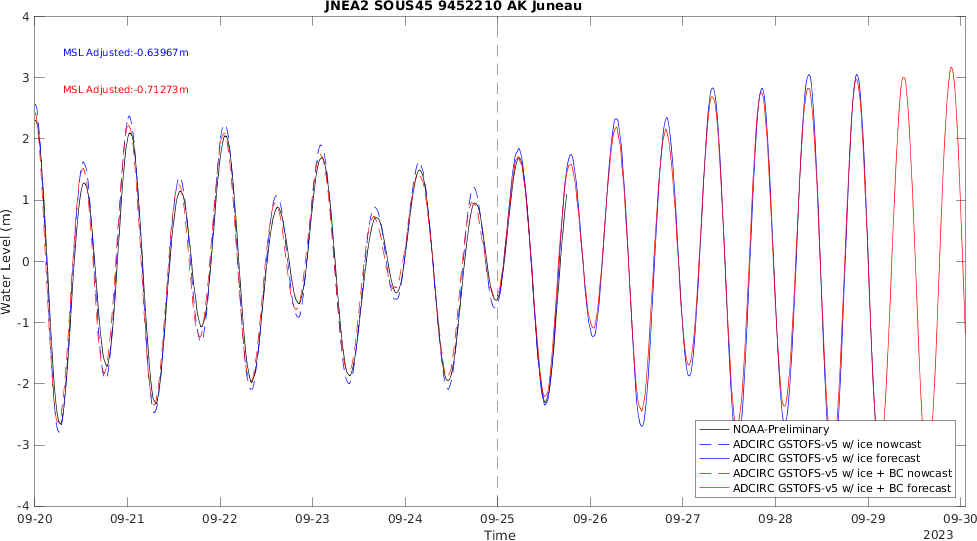 JNEA2 SOUS45 9452210 AK Juneau
MSL Adjusted:-0.63967m
MSL Adjusted:-0.71273m
Water Level (m)
4
3
2
1
0
-1
-2
-3
-4
NOAA-Preliminary
ADCIRC GSTOFS-v5 w/ ice nowcast
ADCIRC GSTOFS-v5 w/ ice forecast
ADCIRC GSTOFS-v5 w/ ice + BC nowcast
ADCIRC GSTOFS-v5 w/ ice + BC forecast
09-20 09-21 09-22 09-23 09-24 09-25 09-26 09-27 09-28 09-29 09-30
Time
2023